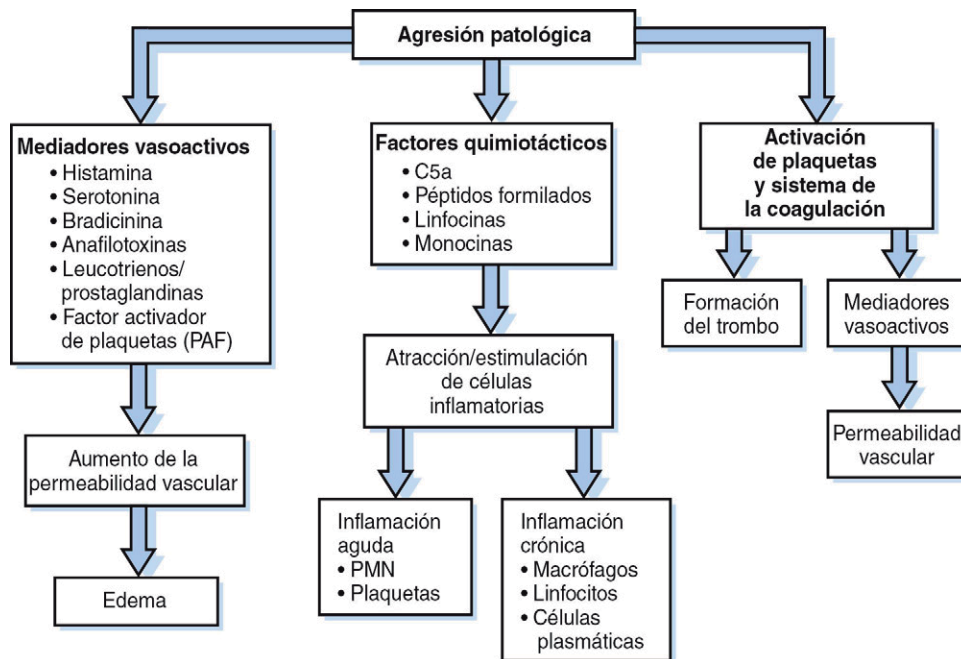 Agresión patológica
Mediadores vasoactivos
• Histamina
• Serotonina
• Bradicinina
• Anafilotoxinas
• Leucotrienos/
prostaglandinas
• Factor activador
de plaquetas (PAF)
Aumento de la
permeabilidad vascular
Edema
Factores quimiotácticos
• C5a
• Péptidos formilados
• Linfocinas
• Monocinas
Atracción/estimulación
de células
inflamatorias
Inflamación
aguda
• PMN
• Plaquetas
Inflamación
crónica
• Macrófagos
• Linfocitos
• Células
plasmáticas
Activación
de plaquetas
y sistema de
la coagulación
Formación
del trombo
Mediadores
vasoactivos
Permeabilidad
vascular